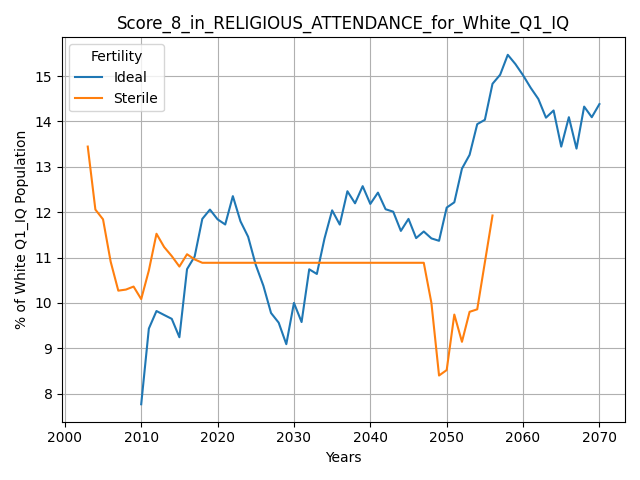 Score_8_in_RELIGIOUS_ATTENDANCE_for_White_Q1_IQ
Fertility
Ideal
Sterile
% of White Q1_IQ Population
15
14
13
12
11
10
9
8
2000 2010 2020 2030 2040 2050 2060 2070
Years